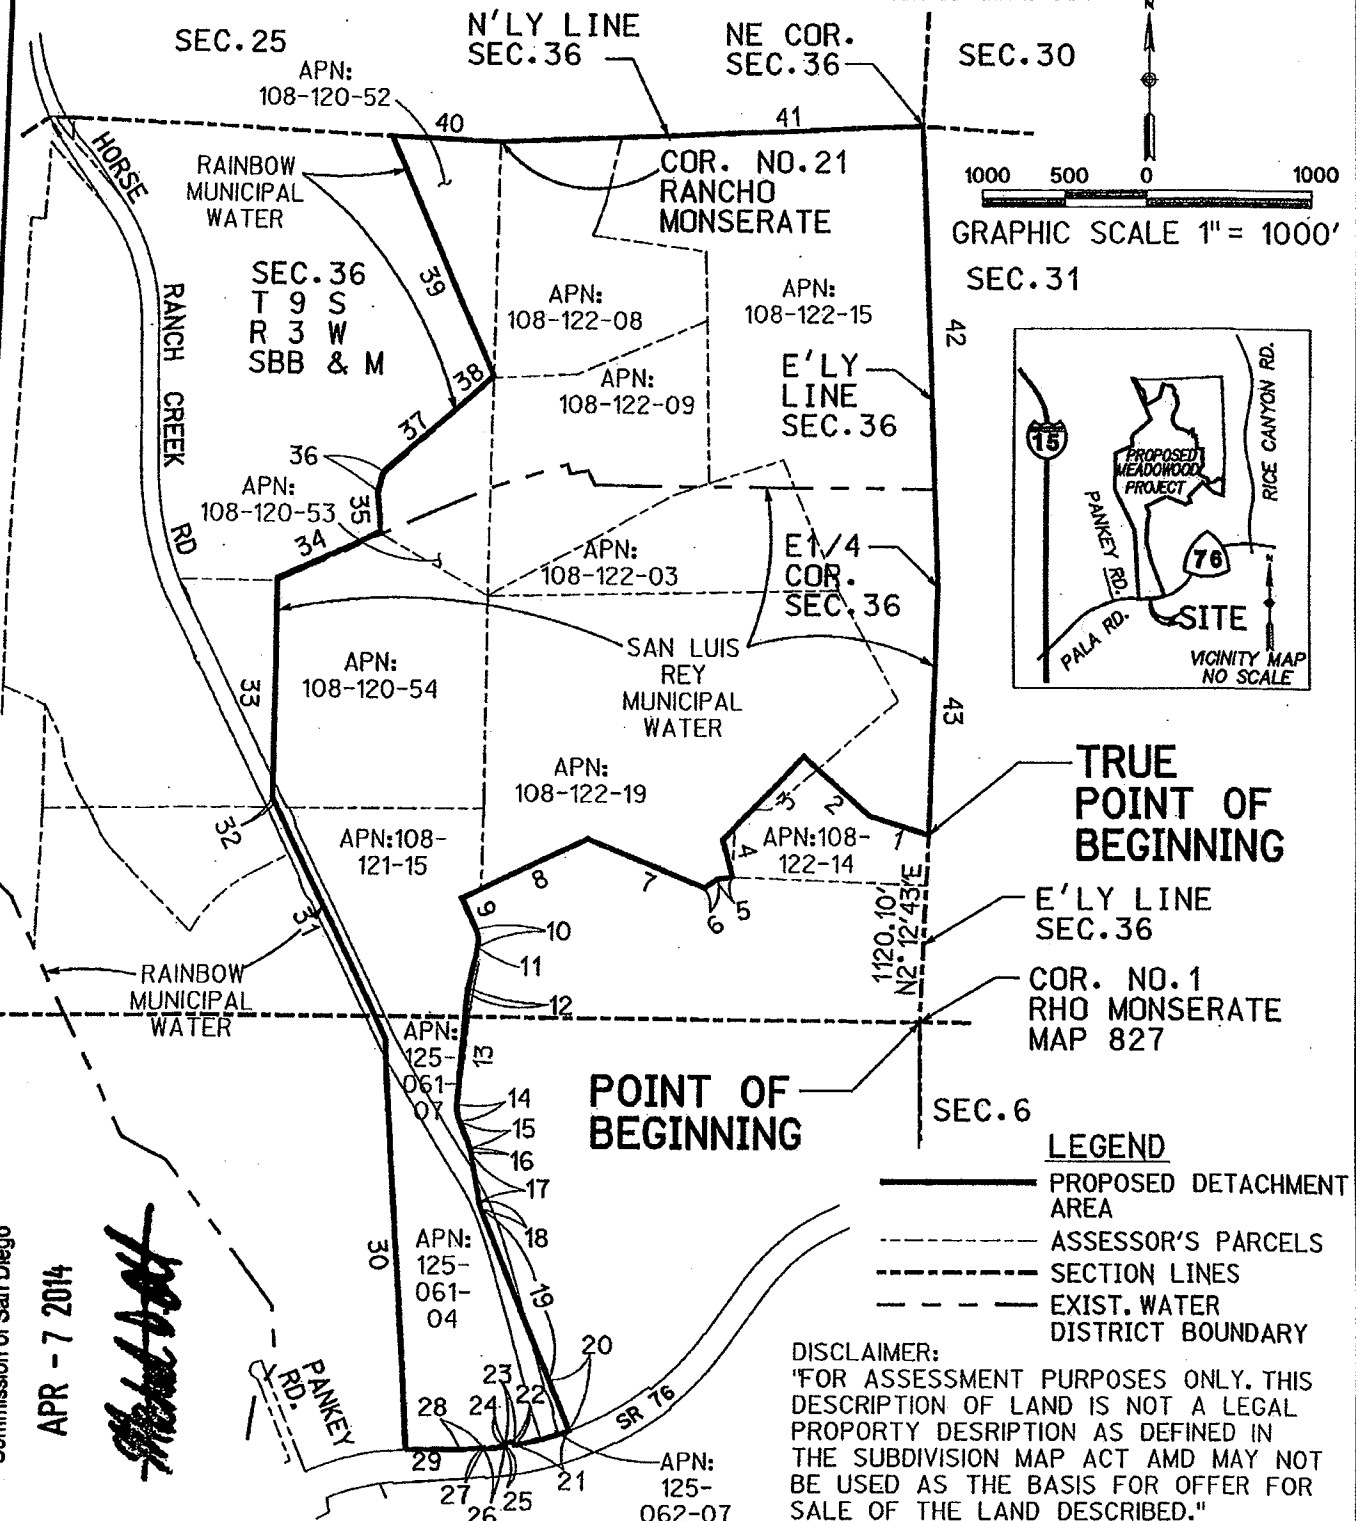 SEC.25
N'LY LINE
SEC.36
NE COR.
SEC.36
SEC.30
N
APN:
108-120-52
40
41
HORSE
RANCH CREEK
RD
RAINBOW
MUNICIPAL
WATER
COR. NO.21
RANCHO
MONSERATE
1000 500 0 1000
GRAPHIC SCALE 1"= 1000'
SEC.31
SEC.36
T 9 S
R 3 W
SBB & M
39
APN:
108-122-08
APN:
108-122-15
42
E'LY
LINE
SEC.36
38
37
APN:
108-122-09
36
35
APN:
108-120-53
34
APN:
108-122-03
E1/4
COR.
SEC.36
15
PROPOSED
MEADOWOOD
PROJECT
RICE CANYON RD.
PANKEY RD.
76
PALA RD.
SITE
N
VICINITY MAP
NO SCALE
SAN LUIS
REY
MUNICIPAL
WATER
APN:
108-120-54
33
43
APN:
108-122-19
TRUE
POINT OF
BEGINNING
32
APN:108-
121-15
3
2
1
4
APN:108-
122-14
8
7
6
5
9
10
11
12
1120.10'
N2°12'43"E
E'LY LINE
SEC.36
31
RAINBOW
MUNICIPAL
WATER
COR. NO.1
RHO MONSERATE
MAP 827
APN:
125-
061-
07
13
14
15
16
17
18
POINT OF
BEGINNING
SEC.6
30
APN:
125-
061-
04
19
20
LEGEND
PROPOSED DETACHMENT
AREA
ASSESSOR'S PARCELS
SECTION LINES
EXIST. WATER
DISTRICT BOUNDARY
Commission of San Diego
APR - 7 2014
PANKEY
RD.
28
24
23
22
29
27
26
25
21
SR 76
APN:
125-
062-07
DISCLAIMER:
"FOR ASSESSMENT PURPOSES ONLY. THIS
DESCRIPTION OF LAND IS NOT A LEGAL
PROPORTY DESRIPTION AS DEFINED IN
THE SUBDIVISION MAP ACT AMD MAY NOT
BE USED AS THE BASIS FOR OFFER FOR
SALE OF THE LAND DESCRIBED."